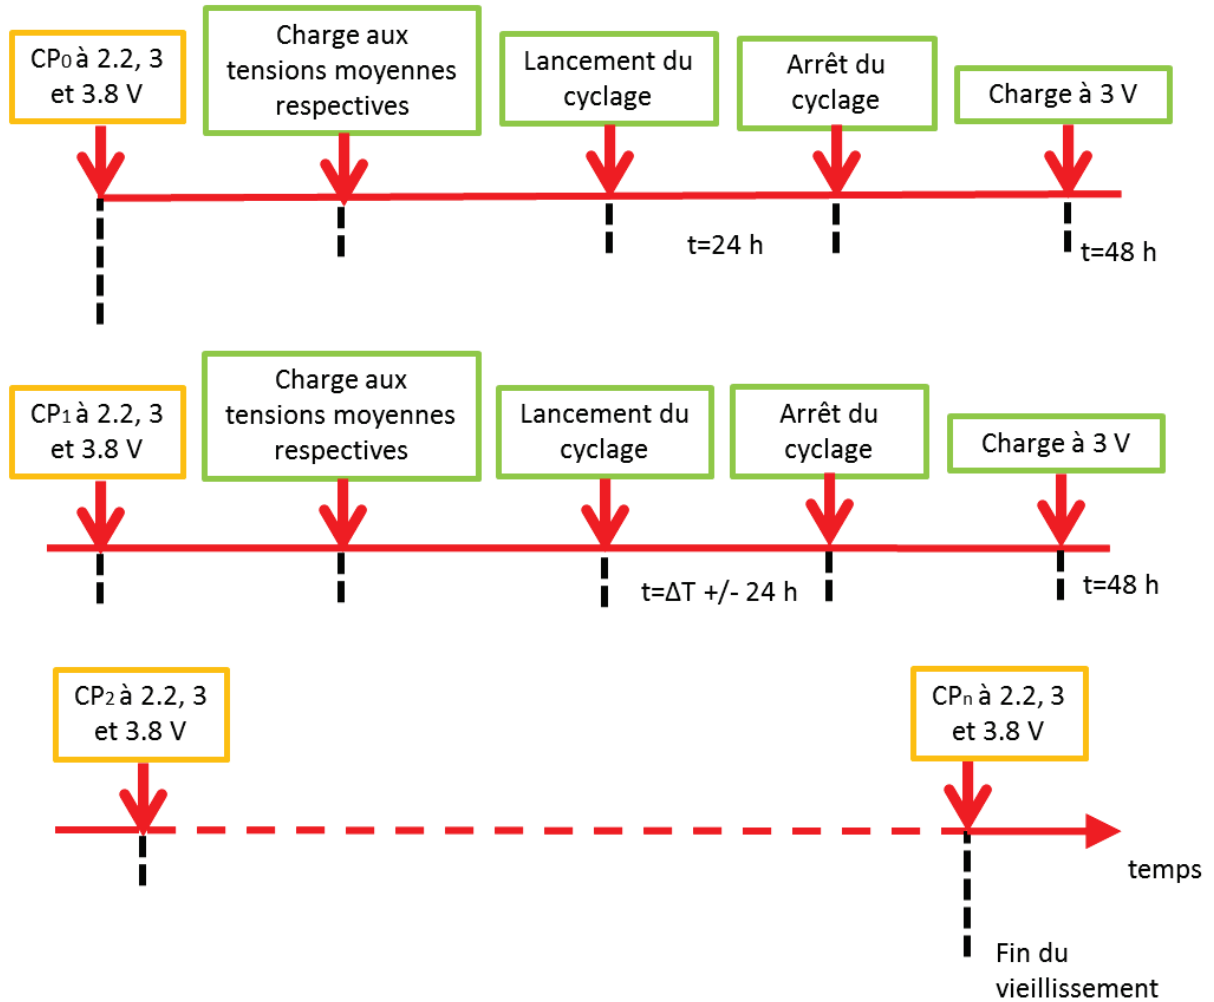 CP0 à 2.2, 3
et 3.8 V
Charge aux
tensions moyennes
respectives
Lancement du
cyclage
Arrêt du
cyclage
Charge à 3 V
t=24 h
t=48 h
CP1 à 2.2, 3
et 3.8 V
Charge aux
tensions moyennes
respectives
Lancement du
cyclage
Arrêt du
cyclage
Charge à 3 V
t=ΔT +/- 24 h
t=48 h
CP2 à 2.2, 3
et 3.8 V
CPn à 2.2, 3
et 3.8 V
temps
Fin du
vieillissement